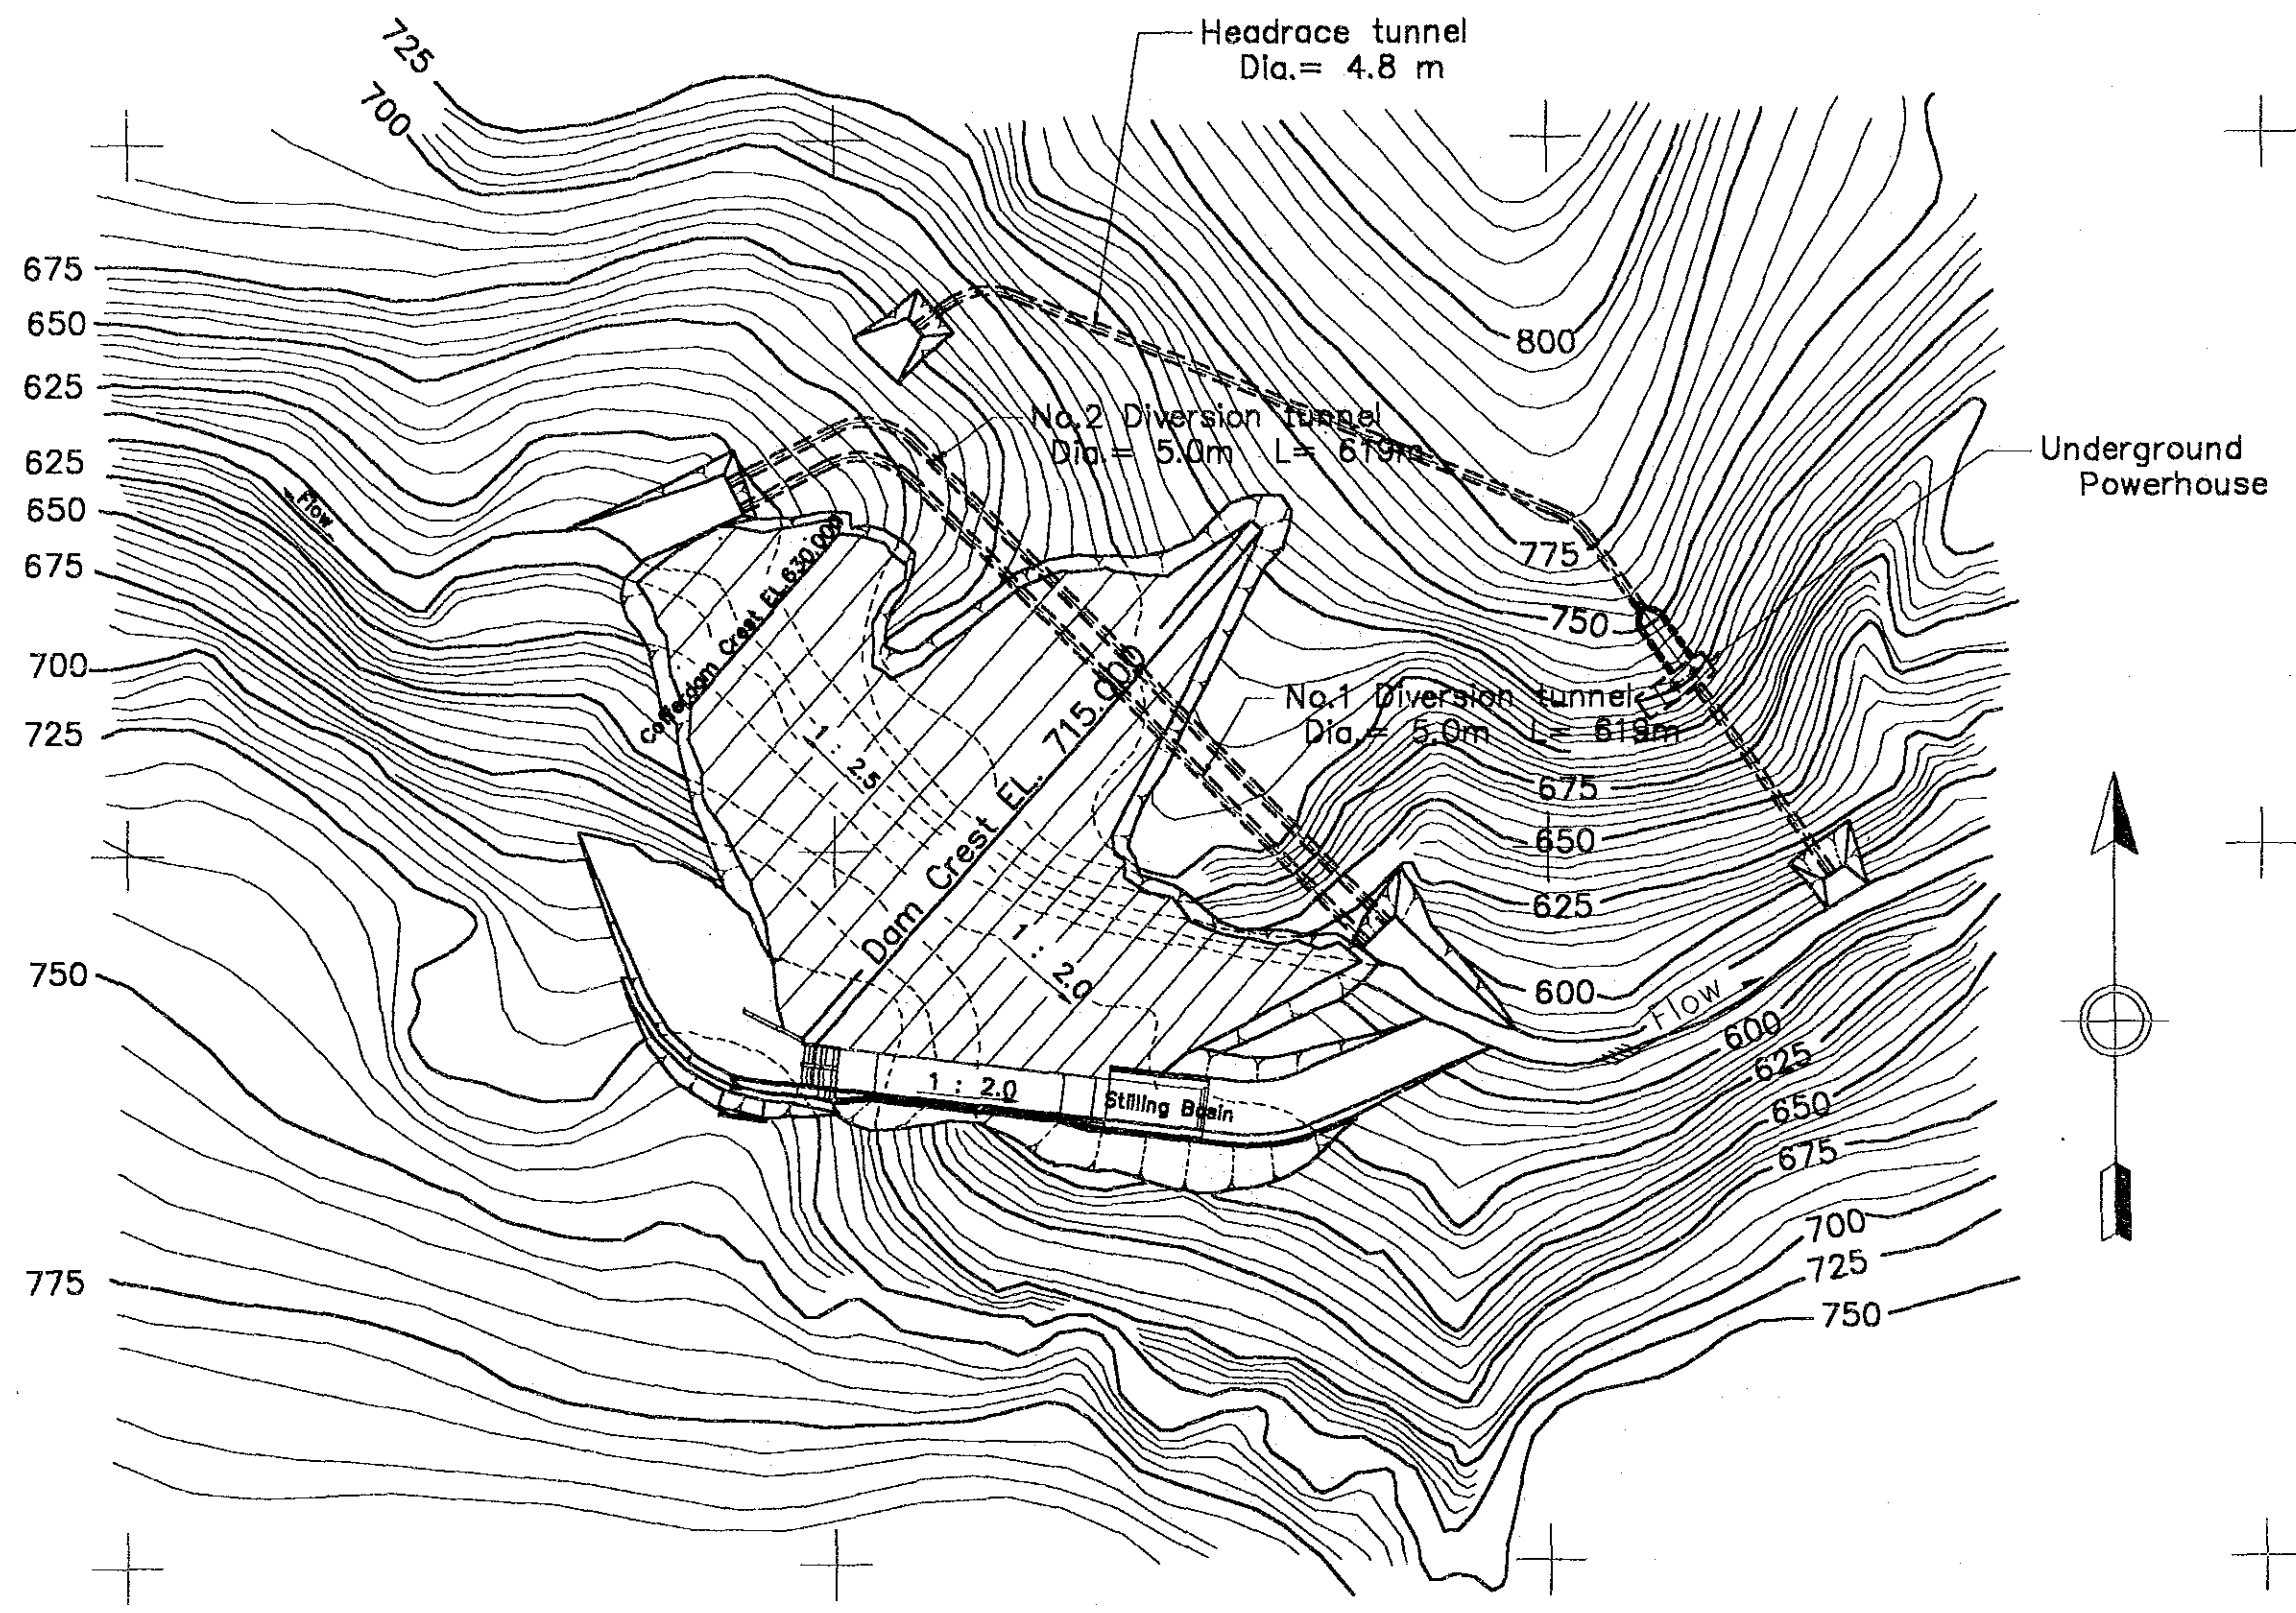 Headrace tunnel
Dia.= 4.8 m
725
700
675
650
625
625
650
675
700
725
750
775
Flow
No.2 Diversion tunnel
Dia.= 5.0m L= 619m
Underground
Powerhouse
800
775
750
Cofferdam Crest EL.630.000
Dam Crest EL. 715.000
1 : 2.5
1 : 2.0
No.1 Diversion tunnel
Dia.= 5.0m L= 619m
675
650
625
600
Flow
600
625
650
675
700
725
750
1 : 2.0
Stilling Basin